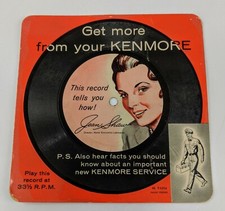 Get more
from your KENMORE
This record
tells you
how!
P.S. Also hear facts you should
know about an important
new KENMORE SERVICE
Play this
record at
33⅓ R.P.M.